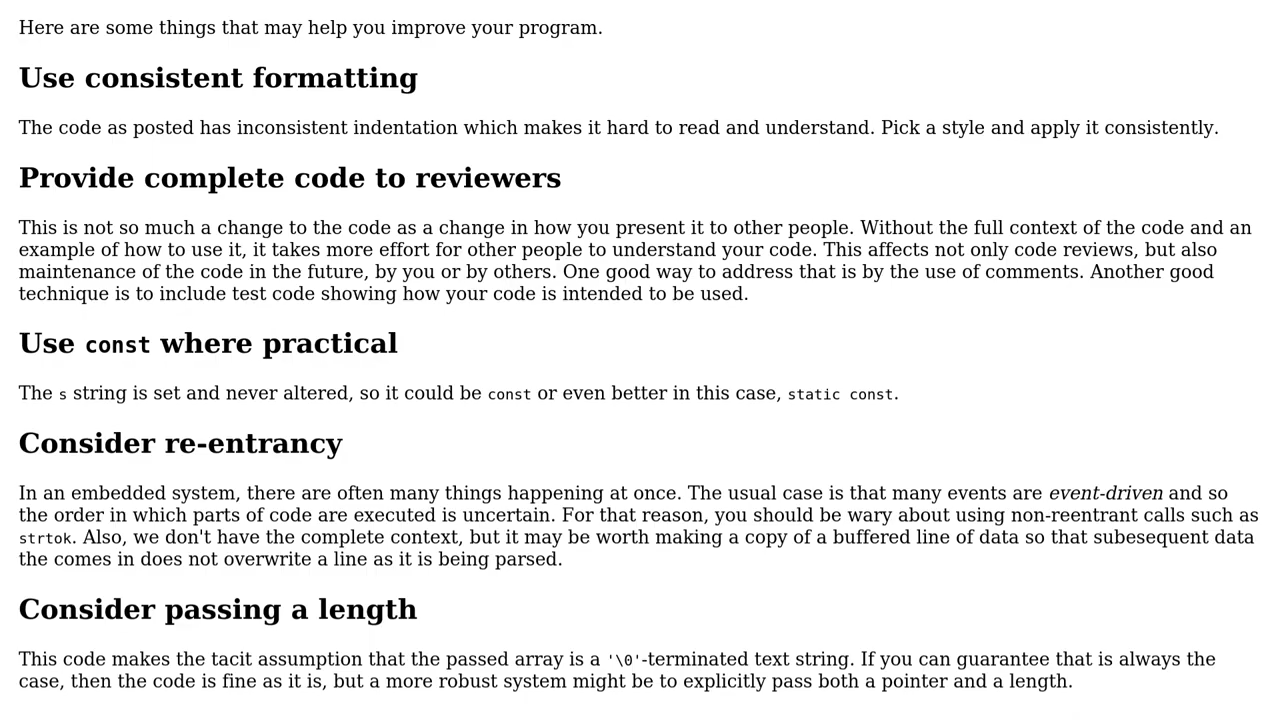 Here are some things that may help you improve your program.
Use consistent formatting
The code as posted has inconsistent indentation which makes it hard to read and understand. Pick a style and apply it consistently.
Provide complete code to reviewers
This is not so much a change to the code as a change in how you present it to other people. Without the full context of the code and an
example of how to use it, it takes more effort for other people to understand your code. This affects not only code reviews, but also
maintenance of the code in the future, by you or by others. One good way to address that is by the use of comments. Another good
technique is to include test code showing how your code is intended to be used.
Use const where practical
The s string is set and never altered, so it could be const or even better in this case, static const.
Consider re-entrancy
In an embedded system, there are often many things happening at once. The usual case is that many events are event-driven and so
the order in which parts of code are executed is uncertain. For that reason, you should be wary about using non-reentrant calls such as
strtok. Also, we don't have the complete context, but it may be worth making a copy of a buffered line of data so that subesequent data
the comes in does not overwrite a line as it is being parsed.
Consider passing a length
This code makes the tacit assumption that the passed array is a '\0'-terminated text string. If you can guarantee that is always the
case, then the code is fine as it is, but a more robust system might be to explicitly pass both a pointer and a length.